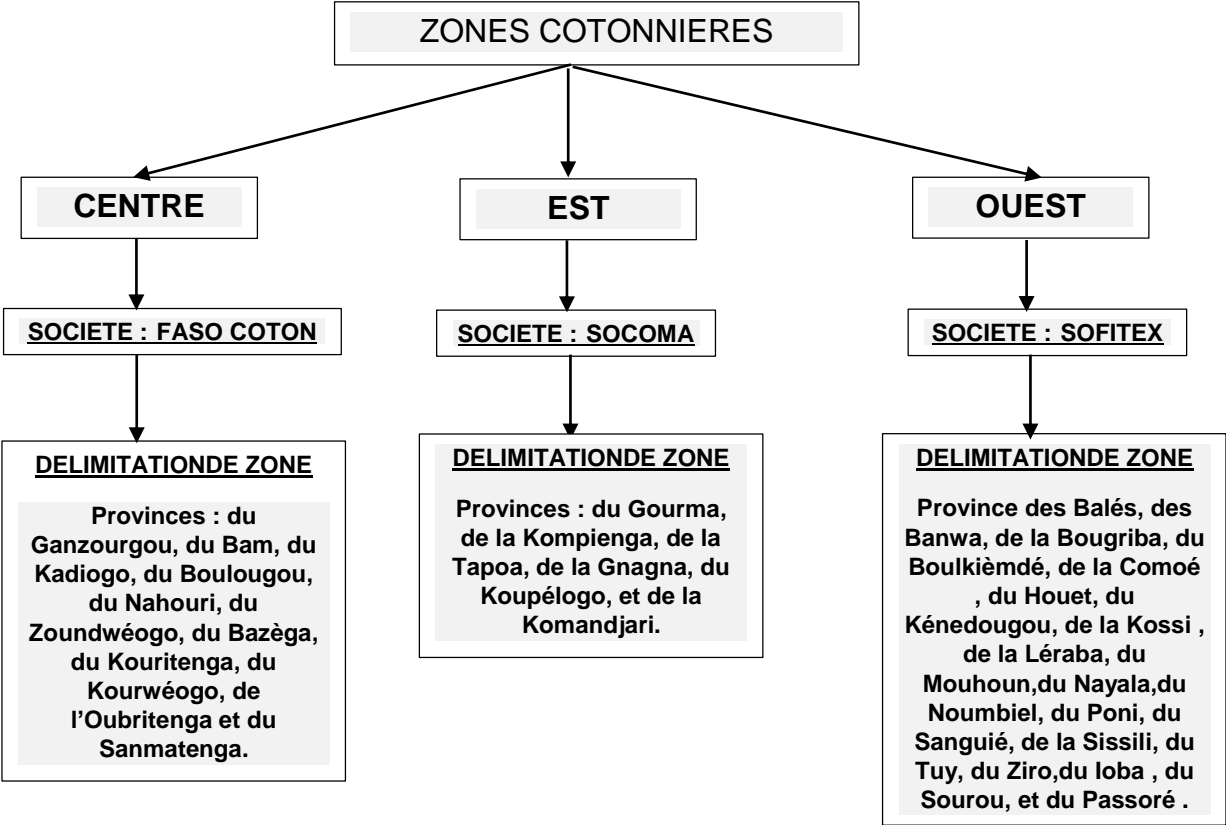 ZONES COTONNIERES
CENTRE
EST
OUEST
SOCIETE : FASO COTON
SOCIETE : SOCOMA
SOCIETE : SOFITEX
DELIMITATIONDE ZONE
Provinces : du
Ganzourgou, du Bam, du
Kadiogo, du Boulougou,
du Nahouri, du
Zoundwéogo, du Bazèga,
du Kouritenga, du
Kourwéogo, de
l’Oubritenga et du
Sanmatenga.
DELIMITATIONDE ZONE
Provinces : du Gourma,
de la Kompienga, de la
Tapoa, de la Gnagna, du
Koupélogo, et de la
Komandjari.
DELIMITATIONDE ZONE
Province des Balés, des
Banwa, de la Bougriba, du
Boulkièmdé, de la Comoé
, du Houet, du
Kénedougou, de la Kossi ,
de la Léraba, du
Mouhoun,du Nayala,du
Noumbiel, du Poni, du
Sanguié, de la Sissili, du
Tuy, du Ziro,du Ioba , du
Sourou, et du Passoré .